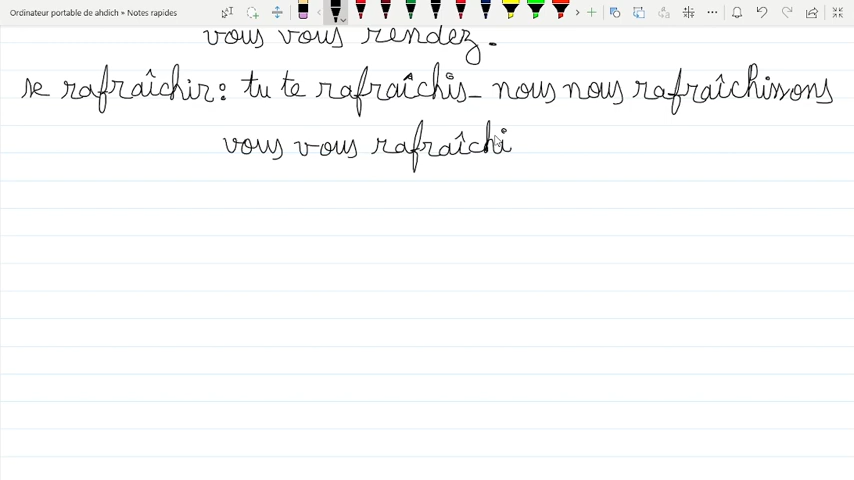 Ordinateur portable de ahdich » Notes rapides
vous vous rendez.
se rafraîchir : tu te rafraîchis_ nous nous rafraîchissons
vous vous rafraîchi